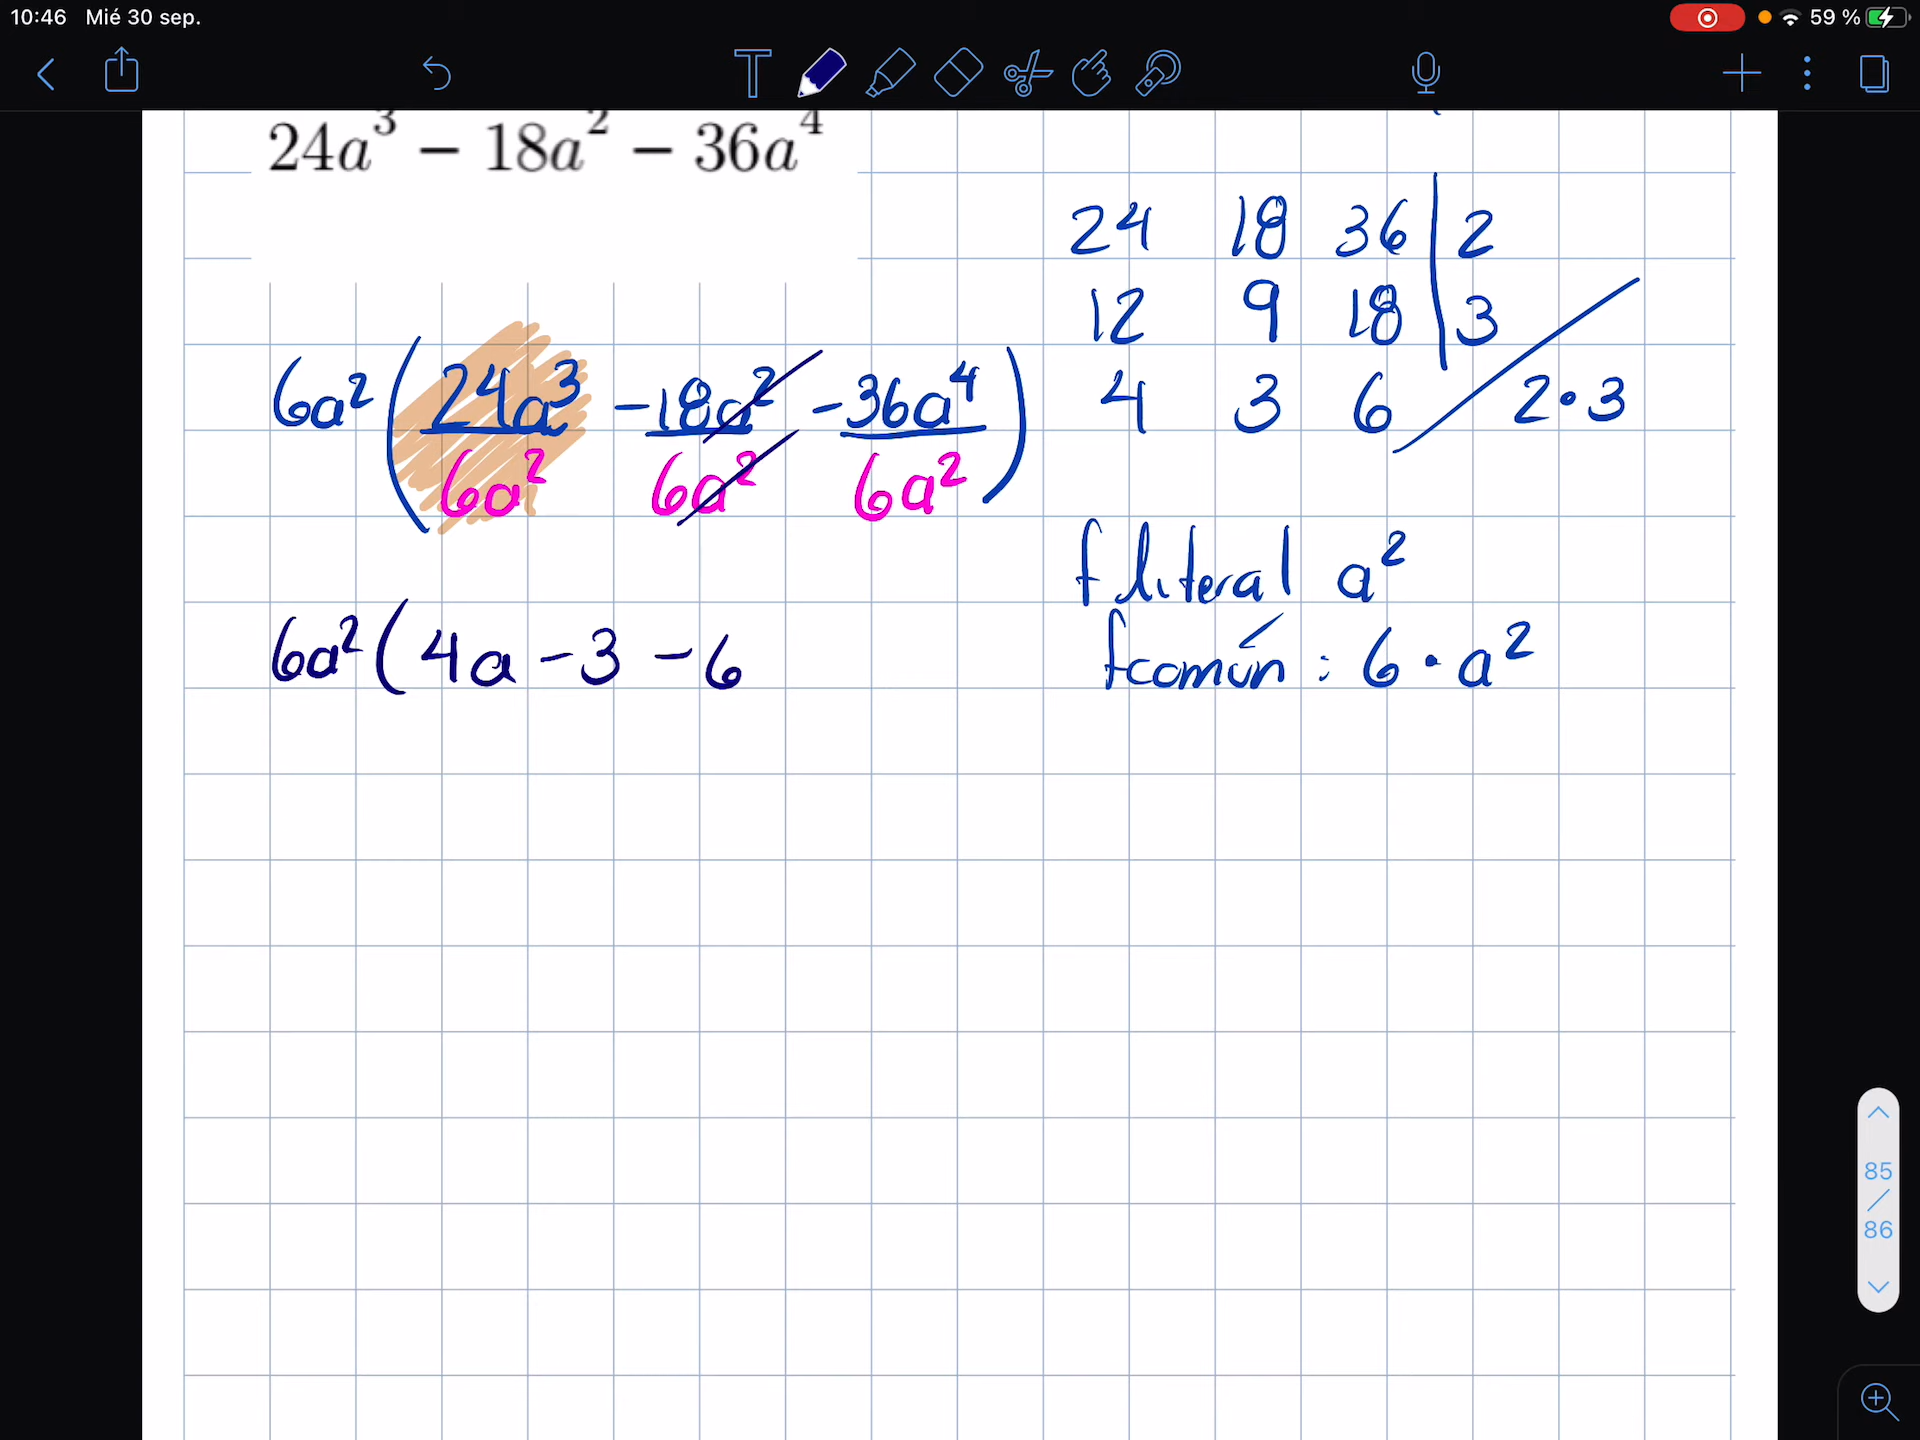 10:46 Mié 30 sep. 59 %
T
24a³ − 18a² − 36a⁴
24 18 36 | 2
12 9 18 | 3
4 3 6 / 2·3
6a² ( 24a³ − 18a² − 36a⁴ )
6a² 6a² 6a²
f literal a²
f común : 6 · a²
6a² ( 4a − 3 − 6
85
/
86